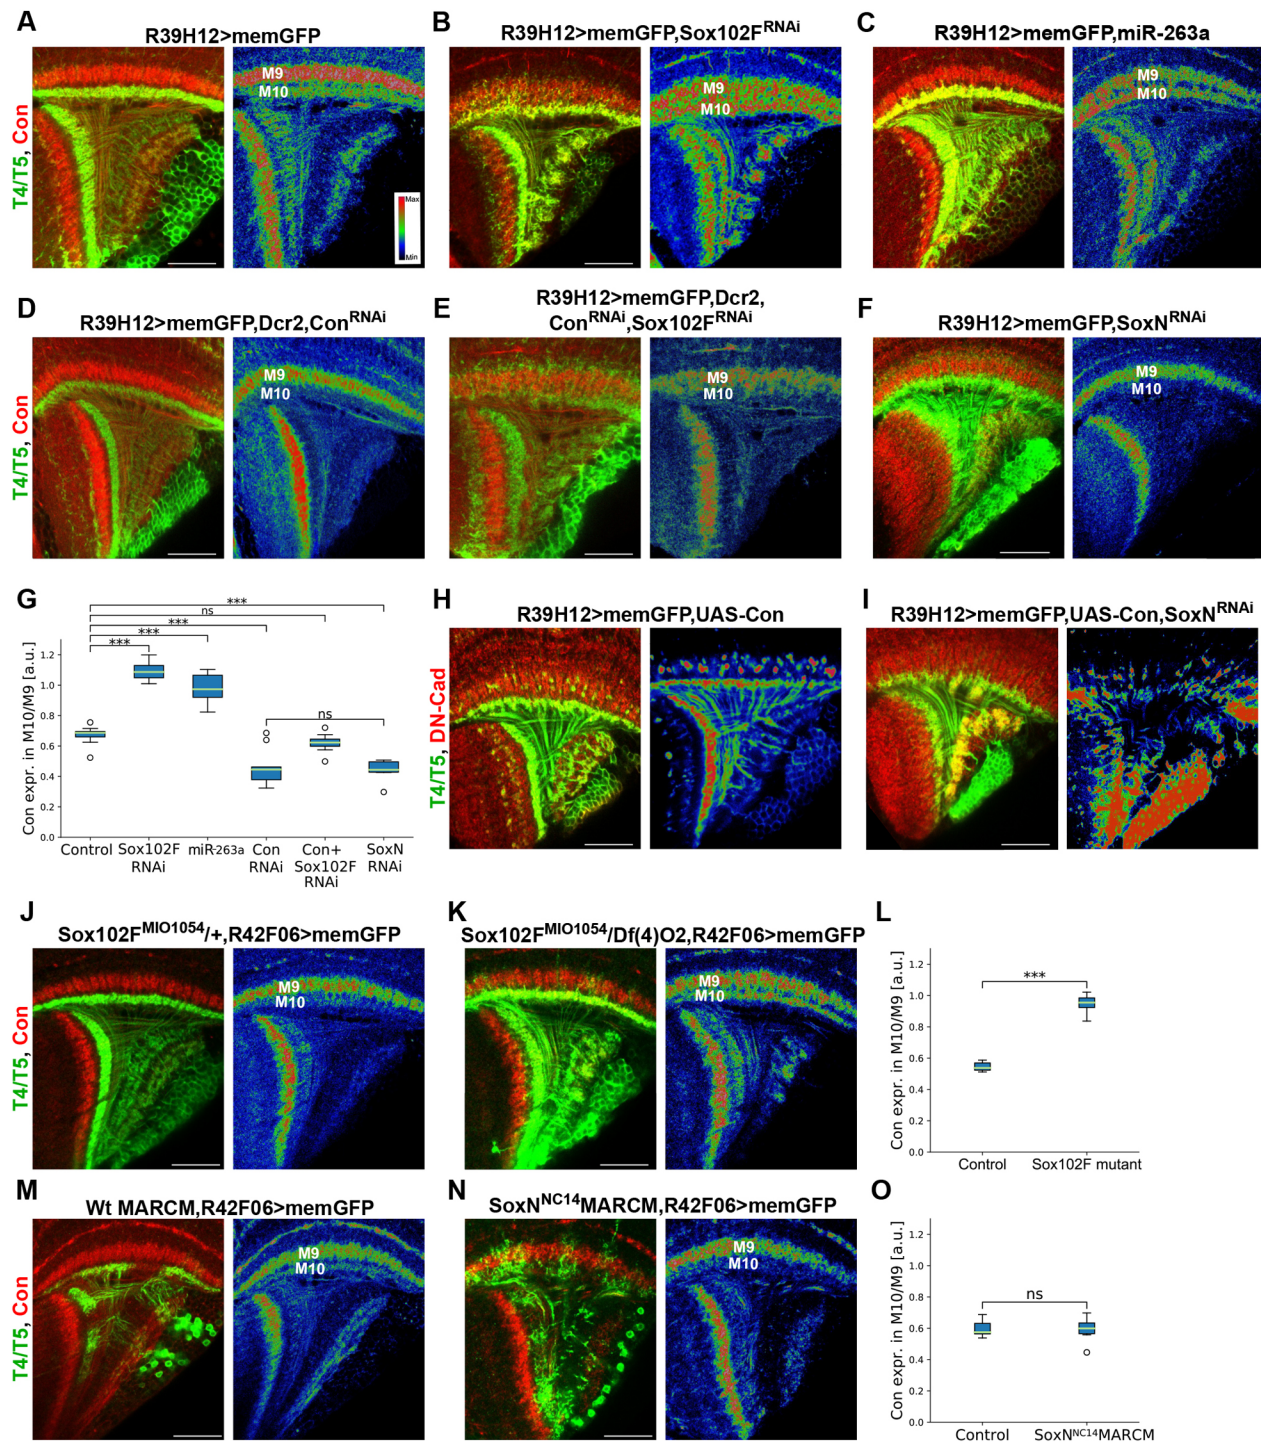 A
R39H12>memGFP
B
R39H12>memGFP,Sox102F^RNAi
C
R39H12>memGFP,miR-263a
T4/T5, Con
M9
M10
Max
Min
M9
M10
M9
M10
D
R39H12>memGFP,Dcr2,Con^RNAi
E
R39H12>memGFP,Dcr2,
Con^RNAi,Sox102F^RNAi
F
R39H12>memGFP,SoxN^RNAi
T4/T5, Con
M9
M10
M9
M10
M9
M10
G
Con expr. in M10/M9 [a.u.]
1.2
1.0
0.8
0.6
0.4
0.2
0.0
***
ns
***
***
***
ns
Control
Sox102F
RNAi
miR-263a
Con
RNAi
Con+
Sox102F
RNAi
SoxN
RNAi
H
R39H12>memGFP,UAS-Con
T4/T5, DN-Cad
I
R39H12>memGFP,UAS-Con,SoxN^RNAi
J
Sox102F^MIO1054/+,R42F06>memGFP
T4/T5, Con
M9
M10
K
Sox102F^MIO1054/Df(4)O2,R42F06>memGFP
M9
M10
L
Con expr. in M10/M9 [a.u.]
1.2
1.0
0.8
0.6
0.4
0.2
0.0
***
Control
Sox102F mutant
M
Wt MARCM,R42F06>memGFP
T4/T5, Con
M9
M10
N
SoxN^NC14MARCM,R42F06>memGFP
M9
M10
O
Con expr. in M10/M9 [a.u.]
1.2
1.0
0.8
0.6
0.4
0.2
0.0
ns
Control
SoxN^NC14MARCM